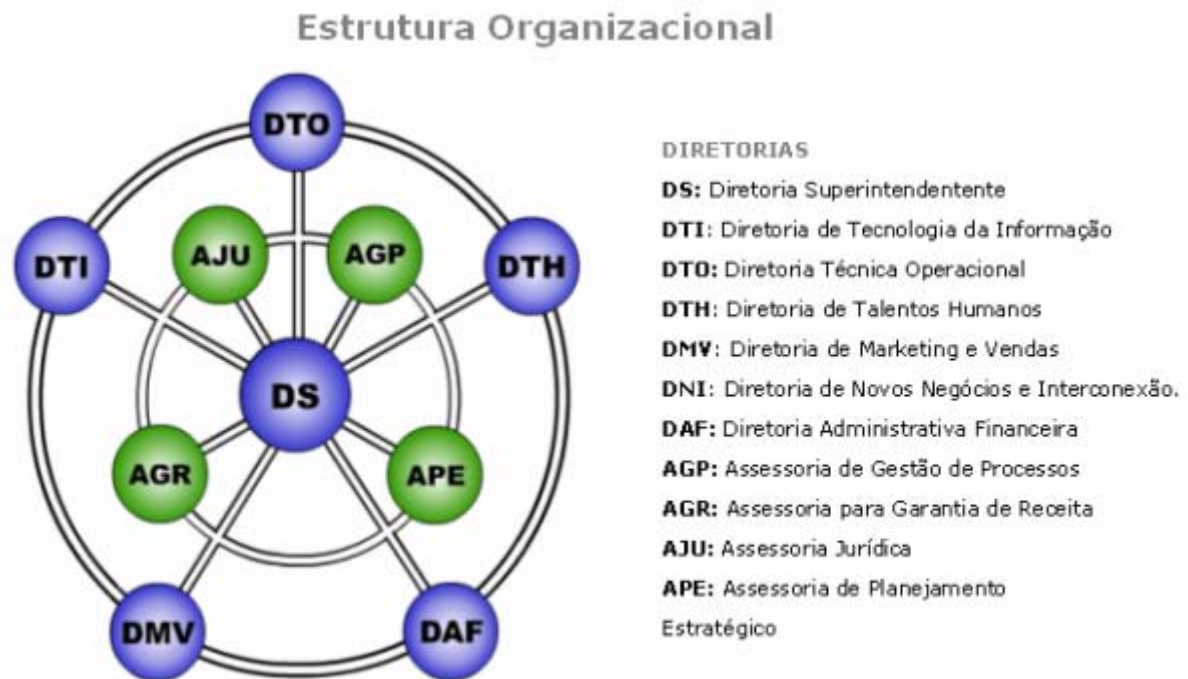 Estrutura Organizacional
DTO
AJU
AGP
DTI
DTH
DS
AGR
APE
DMV
DAF
DIRETORIAS
DS: Diretoria Superintendentente
DTI: Diretoria de Tecnologia da Informação
DTO: Diretoria Técnica Operacional
DTH: Diretoria de Talentos Humanos
DMV: Diretoria de Marketing e Vendas
DNI: Diretoria de Novos Negócios e Interconexão.
DAF: Diretoria Administrativa Financeira
AGP: Assessoria de Gestão de Processos
AGR: Assessoria para Garantia de Receita
AJU: Assessoria Jurídica
APE: Assessoria de Planejamento
Estratégico